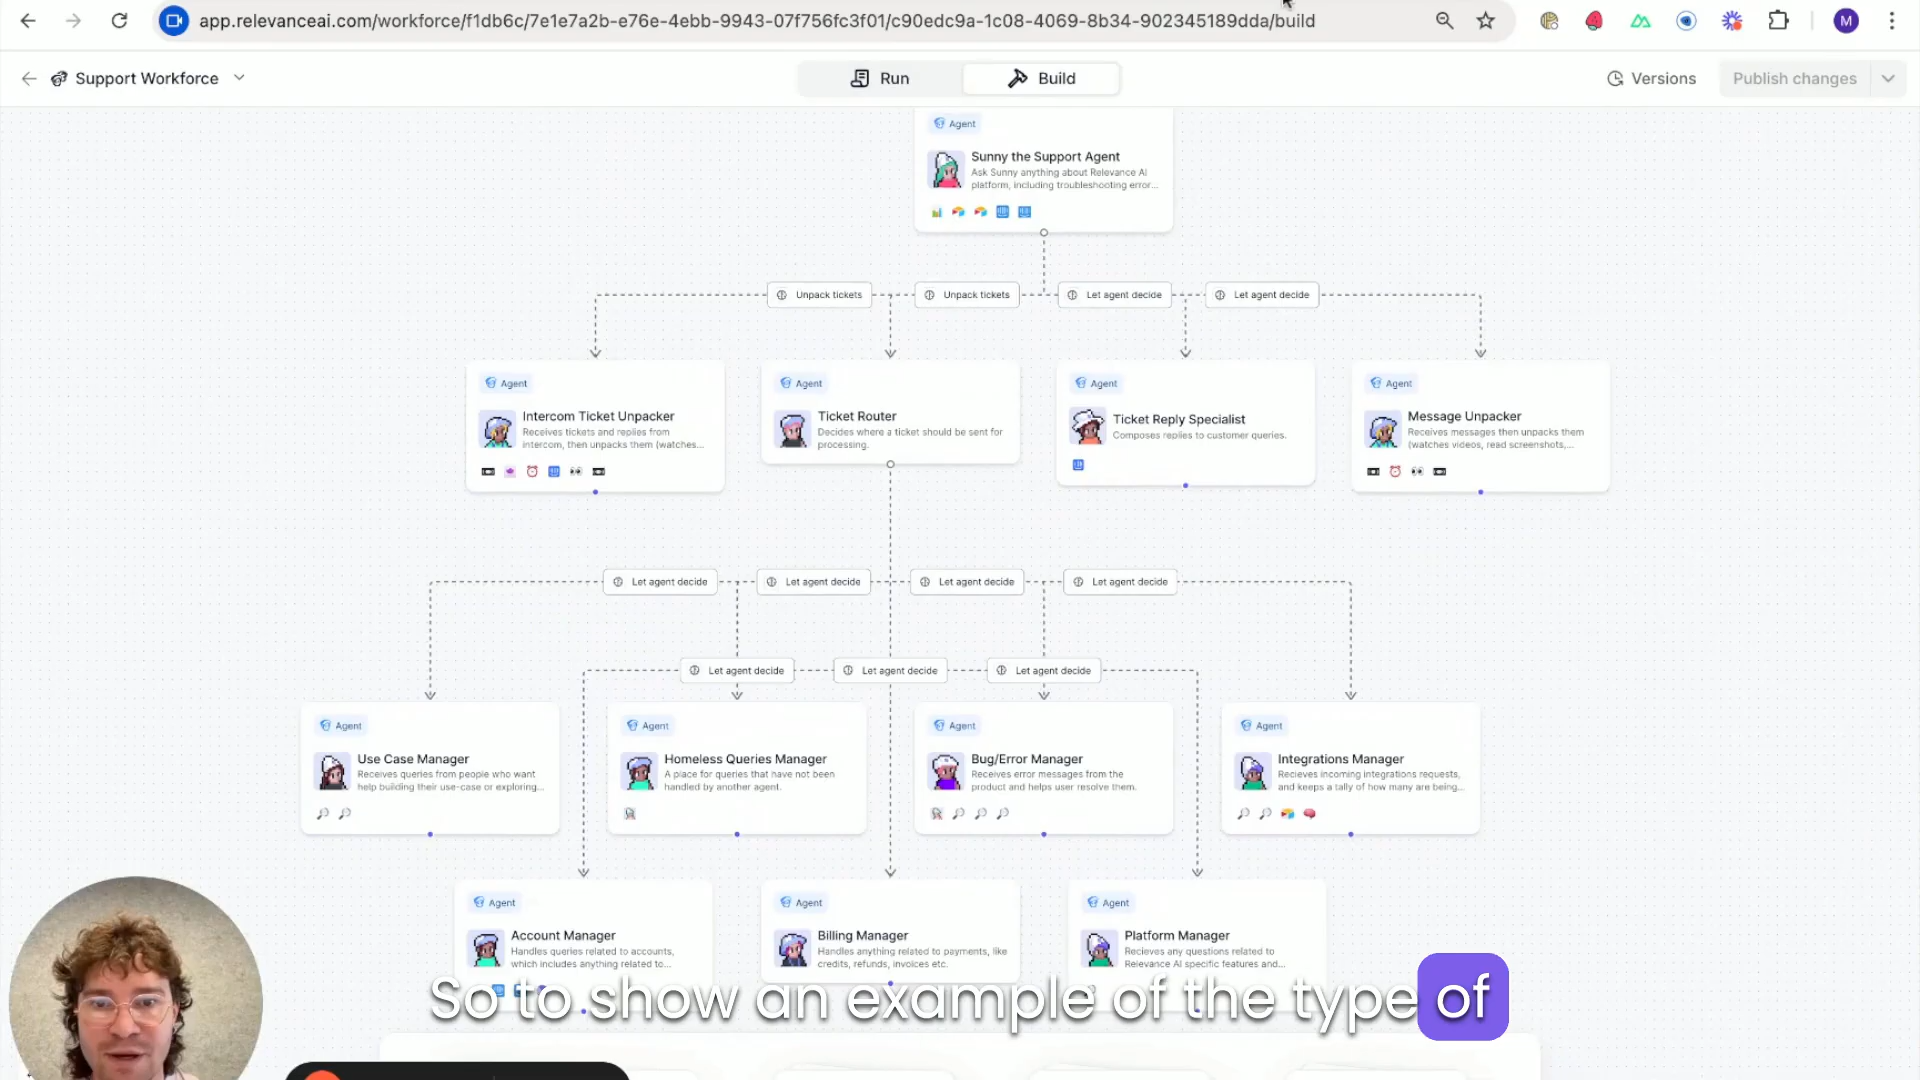 app.relevanceai.com/workforce/f1db6c/7e1e7a2b-e76e-4ebb-9943-07f756fc3f01/c90edc9a-1c08-4069-8b34-902345189dda/build
M
Support Workforce
Run
Build
Versions
Publish changes
Agent
Sunny the Support Agent
Ask Sunny anything about Relevance AI
platform, including troubleshooting error...
Unpack tickets
Unpack tickets
Let agent decide
Let agent decide
Agent
Intercom Ticket Unpacker
Receives tickets and replies from
intercom, then unpacks them (watches...
Agent
Ticket Router
Decides where a ticket should be sent for
processing.
Agent
Ticket Reply Specialist
Composes replies to customer queries.
Agent
Message Unpacker
Receives messages then unpacks them
(watches videos, read screenshots,...
Let agent decide
Let agent decide
Let agent decide
Let agent decide
Let agent decide
Let agent decide
Let agent decide
Agent
Use Case Manager
Receives queries from people who want
help building their use-case or exploring...
Agent
Homeless Queries Manager
A place for queries that have not been
handled by another agent.
Agent
Bug/Error Manager
Receives error messages from the
product and helps user resolve them.
Agent
Integrations Manager
Recieves incoming integrations requests,
and keeps a tally of how many are being...
Agent
Account Manager
Handles queries related to accounts,
which includes anything related to...
Agent
Billing Manager
Handles anything related to payments, like
credits, refunds, invoices etc.
Agent
Platform Manager
Recieves any questions related to
Relevance AI specific features and...
So to show an example of the type of